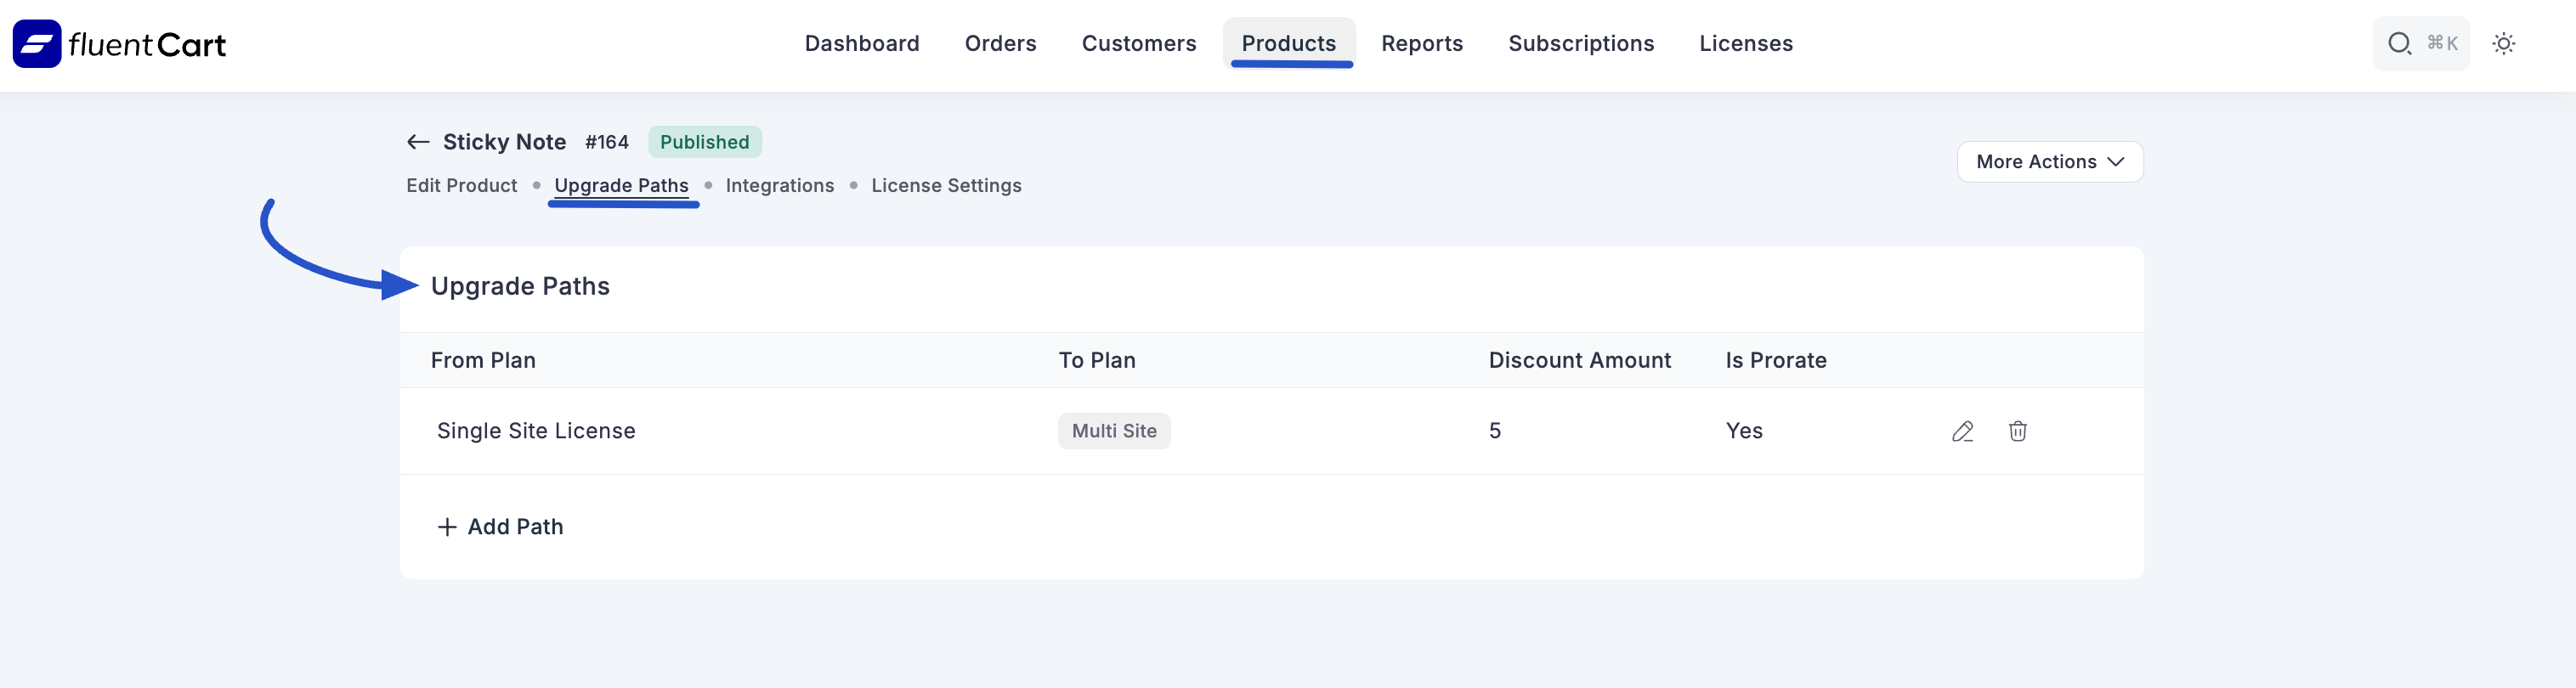 fluentCart Dashboard Orders Customers Products Reports Subscriptions Licenses ⌘K
Sticky Note #164 Published
More Actions
Edit Product • Upgrade Paths • Integrations • License Settings
Upgrade Paths
From Plan To Plan Discount Amount Is Prorate
Single Site License Multi Site 5 Yes
+ Add Path